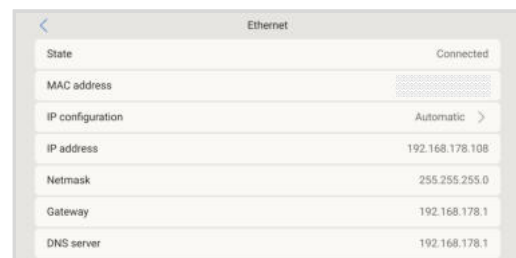 Ethernet
State Connected
MAC address
IP configuration Automatic
IP address 192.168.178.108
Netmask 255.255.255.0
Gateway 192.168.178.1
DNS server 192.168.178.1